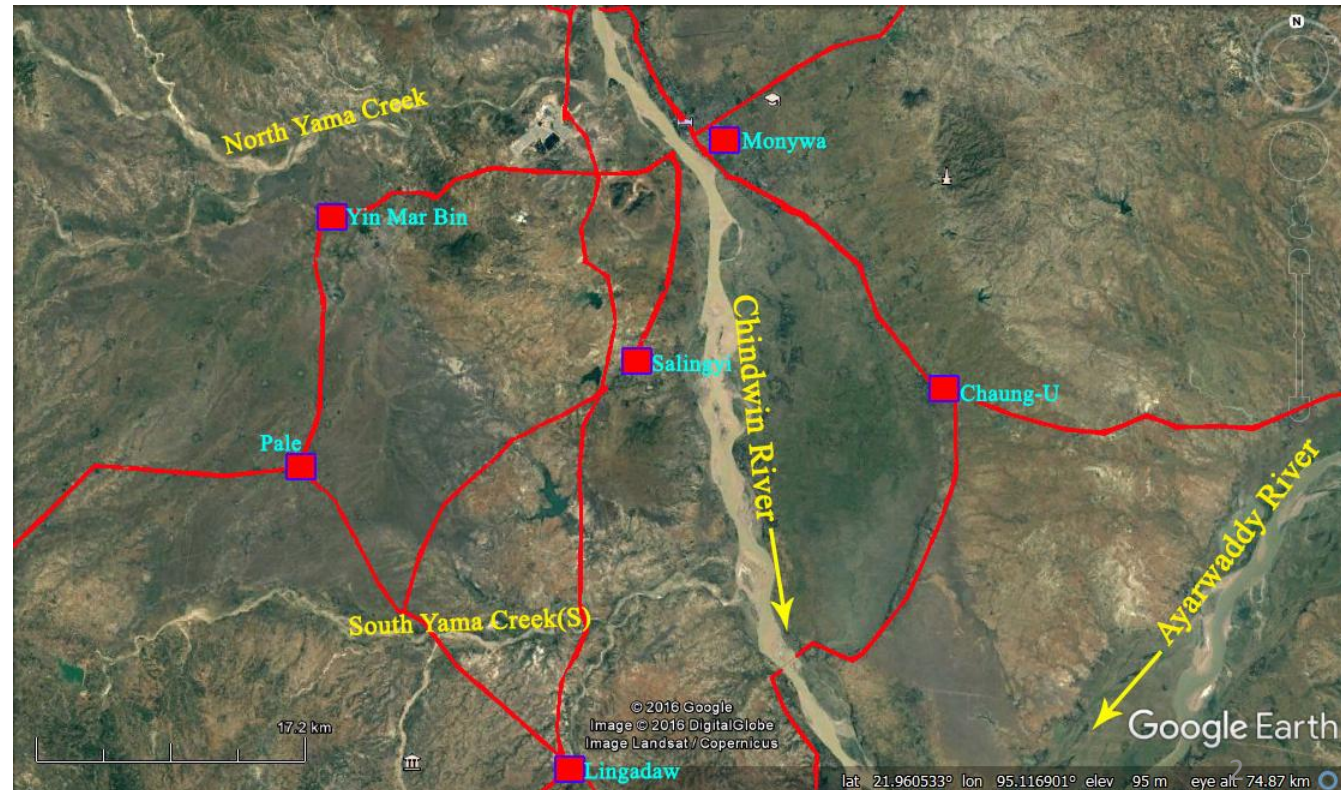 N
North Yama Creek
Monywa
Yin Mar Bin
Chindwin River
Salingyi
Chaung-U
Pale
Ayarwaddy River
South Yama Creek(S)
17.2 km
© 2016 Google
Image © 2016 DigitalGlobe
Image Landsat / Copernicus
Google Earth
Lingadaw
2
lat 21.960533° lon 95.116901° elev 95 m eye alt 74.87 km